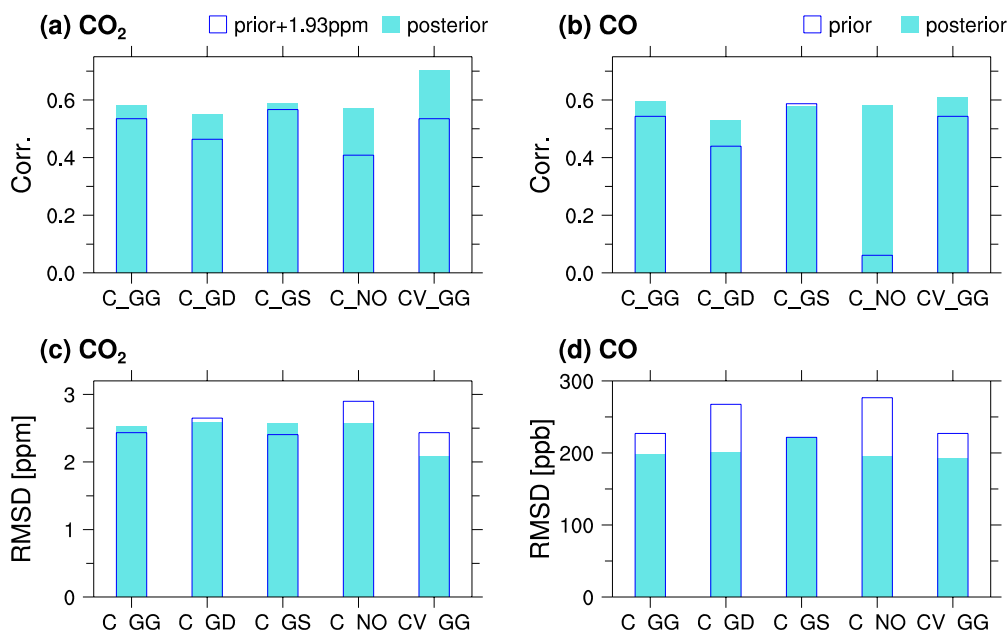 (a) CO₂ prior+1.93ppm posterior
Corr.
0.6
0.4
0.2
0.0
C_GG C_GD C_GS C_NO CV_GG
(b) CO prior posterior
Corr.
0.6
0.4
0.2
0.0
C_GG C_GD C_GS C_NO CV_GG
(c) CO₂
RMSD [ppm]
3
2
1
0
C GG C GD C GS C NO CV GG
(d) CO
RMSD [ppb]
300
200
100
0
C GG C GD C GS C NO CV GG